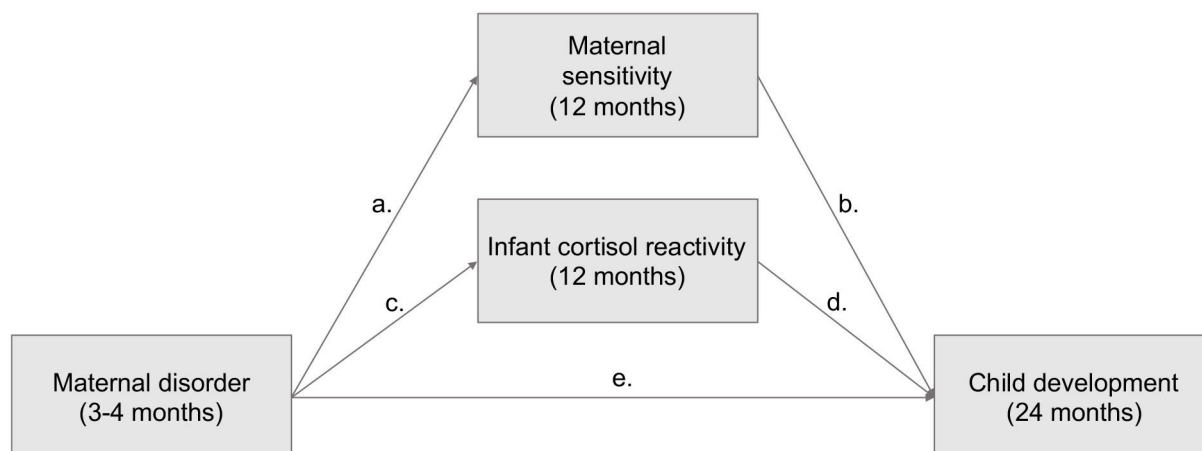 Maternal
sensitivity
(12 months)
a.
b.
Infant cortisol reactivity
(12 months)
c.
d.
Maternal disorder
(3-4 months)
e.
Child development
(24 months)